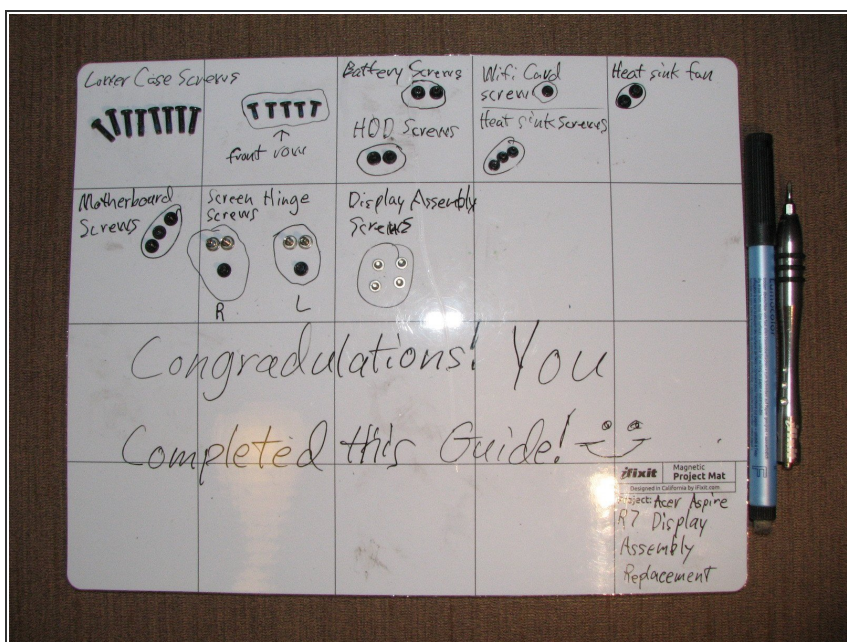 Lower Case Screws
front row
Battery Screws
HDD Screws
Wifi Card
screw
Heat sink screws
Heat sink fan
Motherboard
Screws
Screen Hinge
screws
R
L
Display Assembly
Screws
Congradulations! You
Completed this Guide!
iFixit
Magnetic
Project Mat
Designed in California by iFixit.com
Project: Acer Aspire
R7 Display
Assembly
Replacement